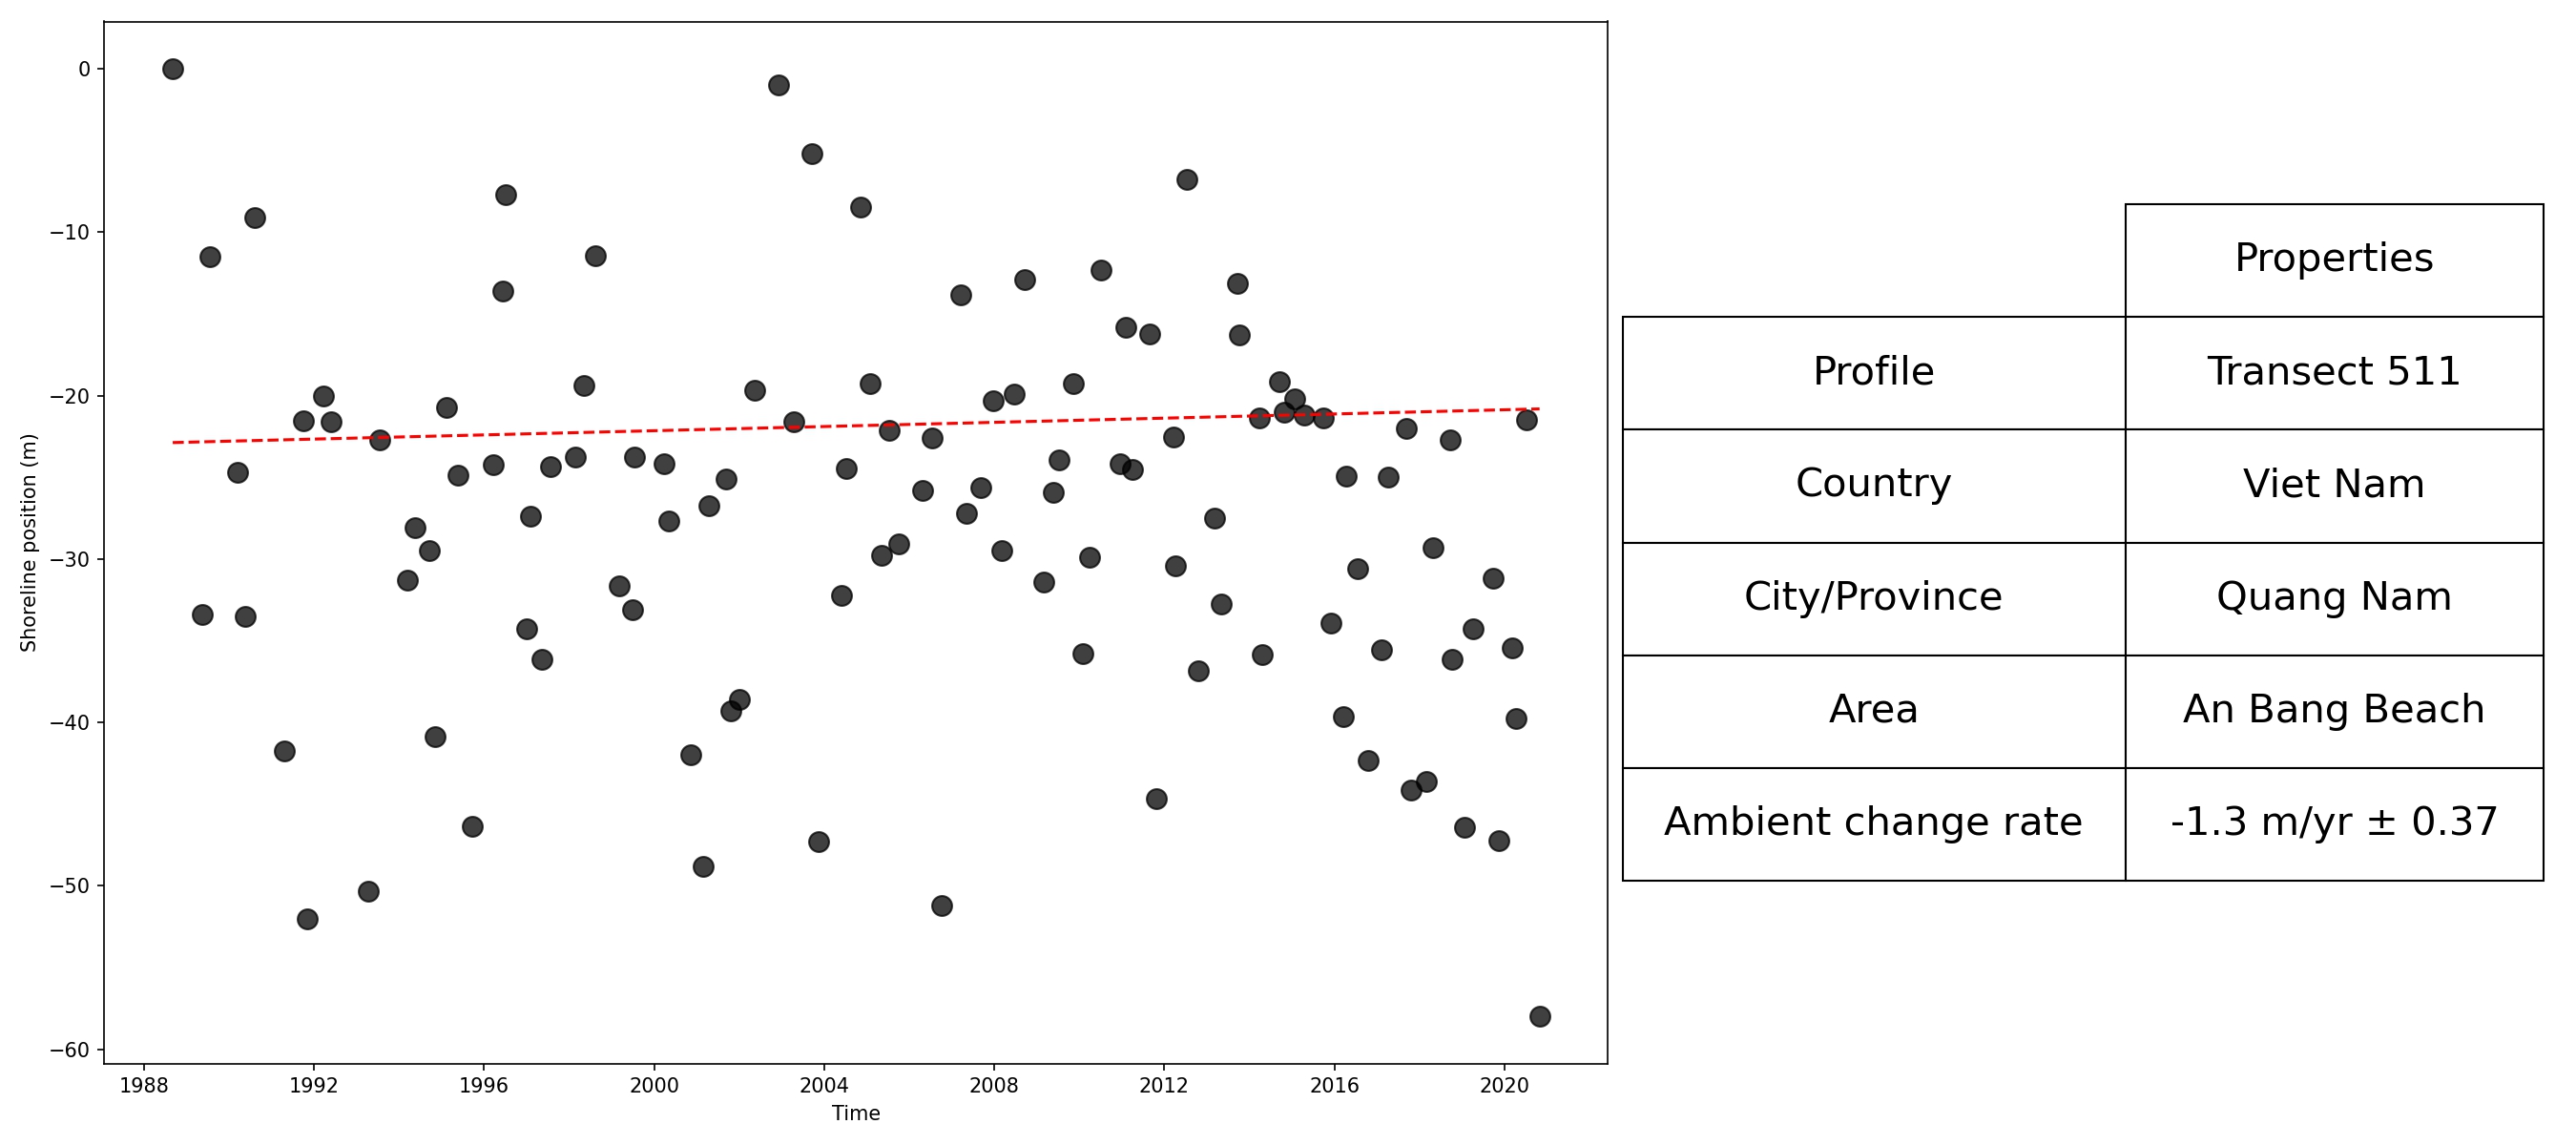 0
−10
−20
−30
−40
−50
−60
Shoreline position (m)
1988 1992 1996 2000 2004 2008 2012 2016 2020
Time
Properties
Profile Transect 511
Country Viet Nam
City/Province Quang Nam
Area An Bang Beach
Ambient change rate -1.3 m/yr ± 0.37